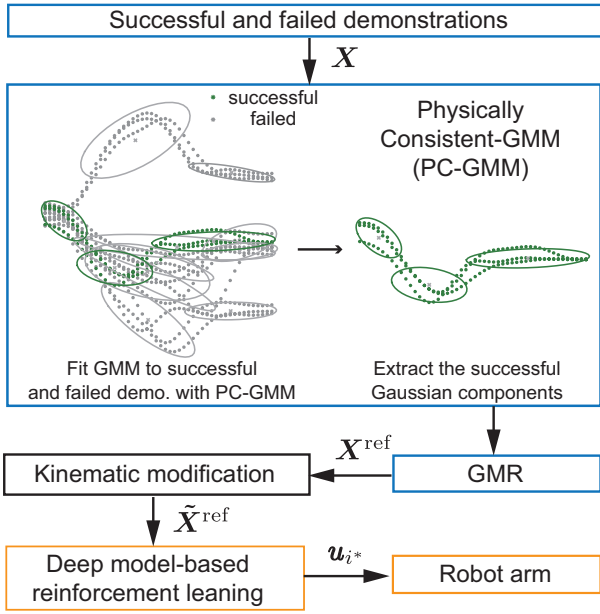 Successful and failed demonstrations
X
successful
failed
Physically
Consistent-GMM
(PC-GMM)
Fit GMM to successful
and failed demo. with PC-GMM
Extract the successful
Gaussian components
X^ref
Kinematic modification
GMR
X̃^ref
Deep model-based
reinforcement leaning
u_i*
Robot arm